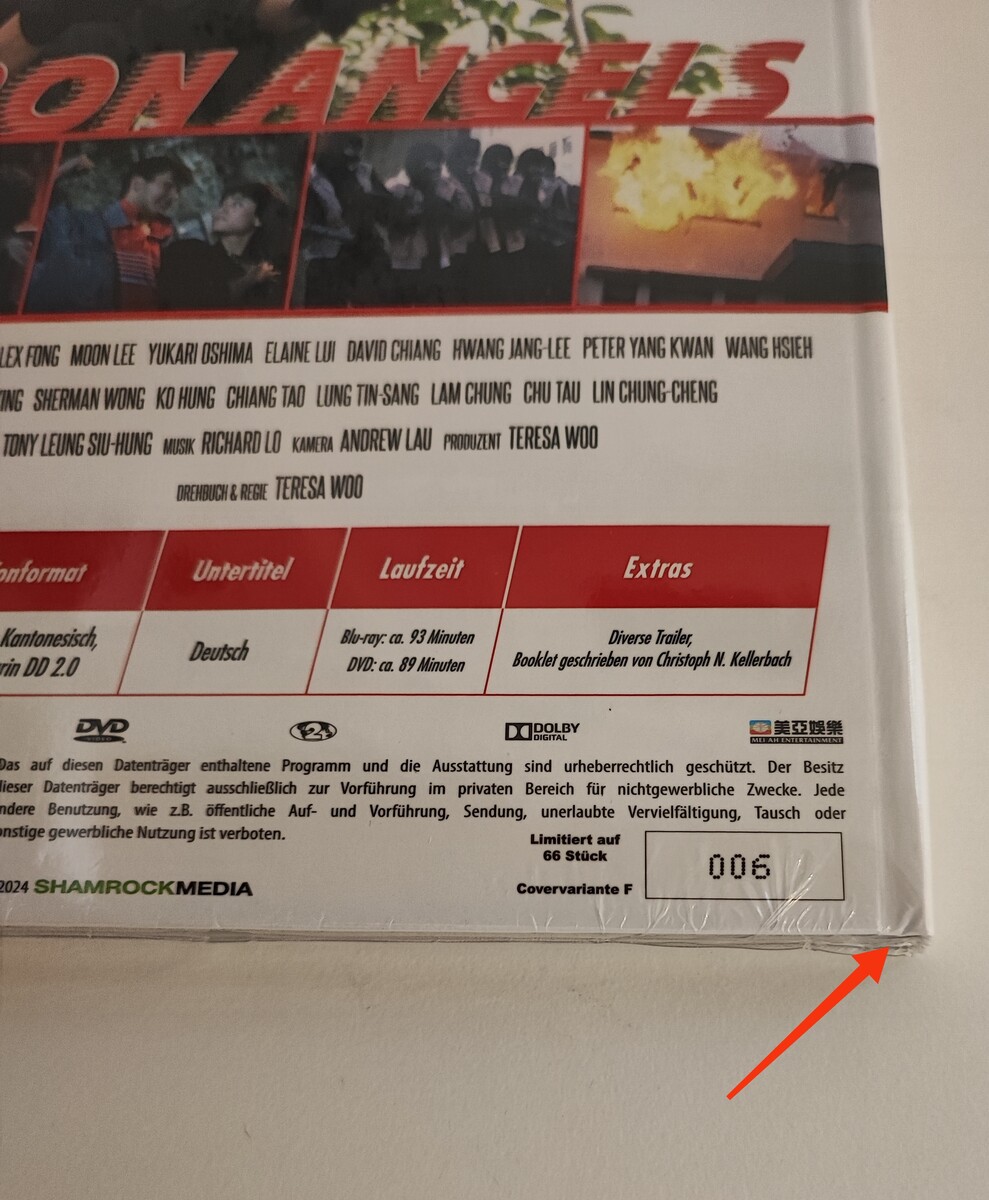 ON ANGELS
LEX FONG MOON LEE YUKARI OSHIMA ELAINE LUI DAVID CHIANG HWANG JANG-LEE PETER YANG KWAN WANG HSIEH
ING SHERMAN WONG KO HUNG CHIANG TAO LUNG TIN-SANG LAM CHUNG CHU TAU LIN CHUNG-CHENG
TONY LEUNG SIU-HUNG MUSIK RICHARD LO KAMERA ANDREW LAU PRODUZENT TERESA WOO
DREHBUCH & REGIE TERESA WOO
onformat Untertitel Laufzeit Extras
Kantonesisch,
rin DD 2.0
Deutsch
Blu-ray: ca. 93 Minuten
DVD: ca. 89 Minuten
Diverse Trailer,
Booklet geschrieben von Christoph N. Kellerbach
DVD VIDEO
2
DOLBY DIGITAL
美亞娛樂
MEI AH ENTERTAINMENT
Das auf diesen Datenträger enthaltene Programm und die Ausstattung sind urheberrechtlich geschützt. Der Besitz
dieser Datenträger berechtigt ausschließlich zur Vorführung im privaten Bereich für nichtgewerbliche Zwecke. Jede
ndere Benutzung, wie z.B. öffentliche Auf- und Vorführung, Sendung, unerlaubte Vervielfältigung, Tausch oder
onstige gewerbliche Nutzung ist verboten.
Limitiert auf
66 Stück
006
Covervariante F
2024 SHAMROCKMEDIA